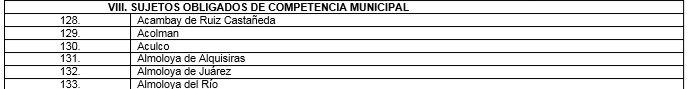 VIII. SUJETOS OBLIGADOS DE COMPETENCIA MUNICIPAL
128. Acambay de Ruiz Castañeda
129. Acolman
130. Aculco
131. Almoloya de Alquisiras
132. Almoloya de Juárez
133. Almoloya del Río